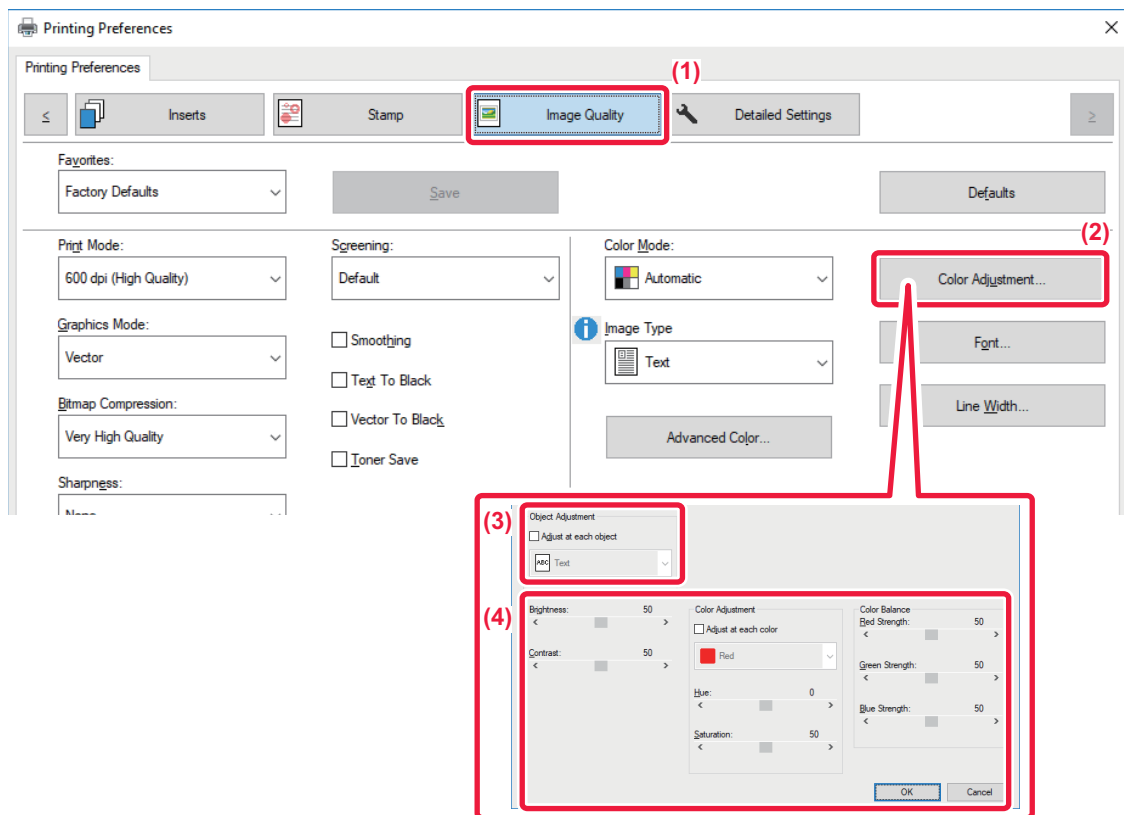 Printing Preferences
Printing Preferences
(1)
≤ Inserts Stamp Image Quality Detailed Settings ≥
Favorites:
Factory Defaults Save Defaults
(2)
Print Mode: Screening: Color Mode:
600 dpi (High Quality) Default Automatic Color Adjustment...
Graphics Mode: Smoothing Image Type
Vector Text Font...
Text To Black
Bitmap Compression: Vector To Black Line Width...
Very High Quality Advanced Color...
Toner Save
Sharpness:
None
(3) Object Adjustment
Adjust at each object
ABC Text
(4) Brightness: 50 Color Adjustment Color Balance
< > Adjust at each color Red Strength: 50
< >
Contrast: 50 Red Green Strength: 50
< > < >
Hue: 0 Blue Strength: 50
< > < >
Saturation: 50
< >
OK Cancel